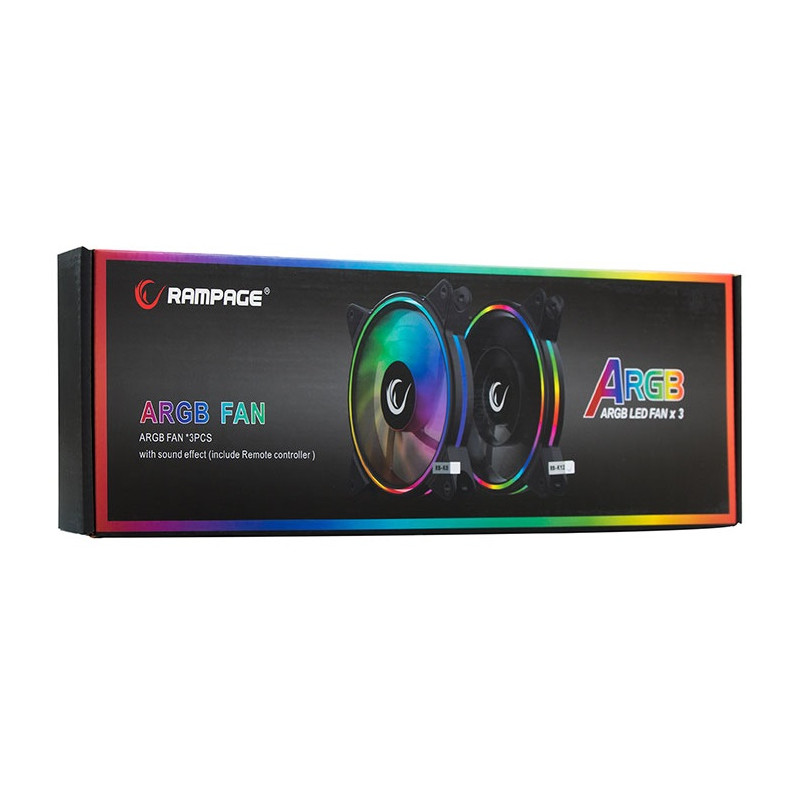 RAMPAGE®
ARGB FAN
ARGB FAN *3PCS
with sound effect (include Remote controller )
ARGB
ARGB LED FAN x 3